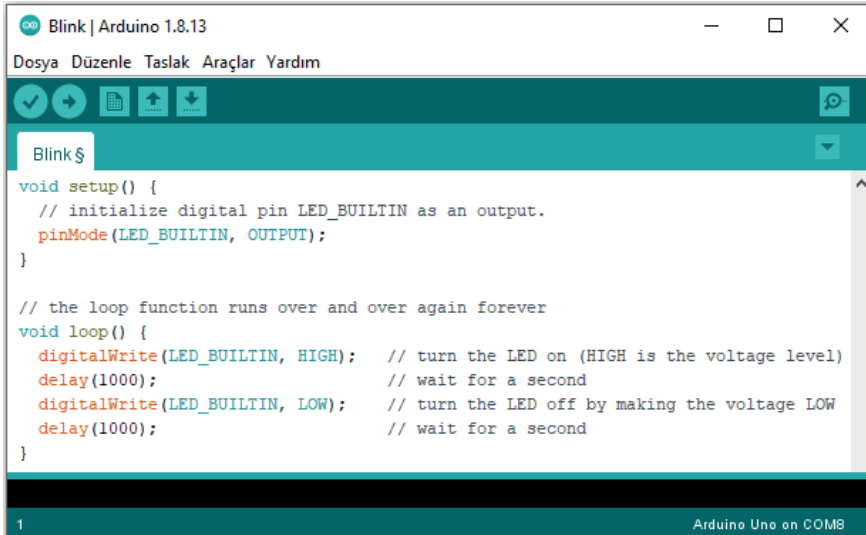 Blink | Arduino 1.8.13
Dosya Düzenle Taslak Araçlar Yardım
Blink §
void setup() {
  // initialize digital pin LED_BUILTIN as an output.
  pinMode(LED_BUILTIN, OUTPUT);
}

// the loop function runs over and over again forever
void loop() {
  digitalWrite(LED_BUILTIN, HIGH);   // turn the LED on (HIGH is the voltage level)
  delay(1000);                       // wait for a second
  digitalWrite(LED_BUILTIN, LOW);    // turn the LED off by making the voltage LOW
  delay(1000);                       // wait for a second
}
1 Arduino Uno on COM8